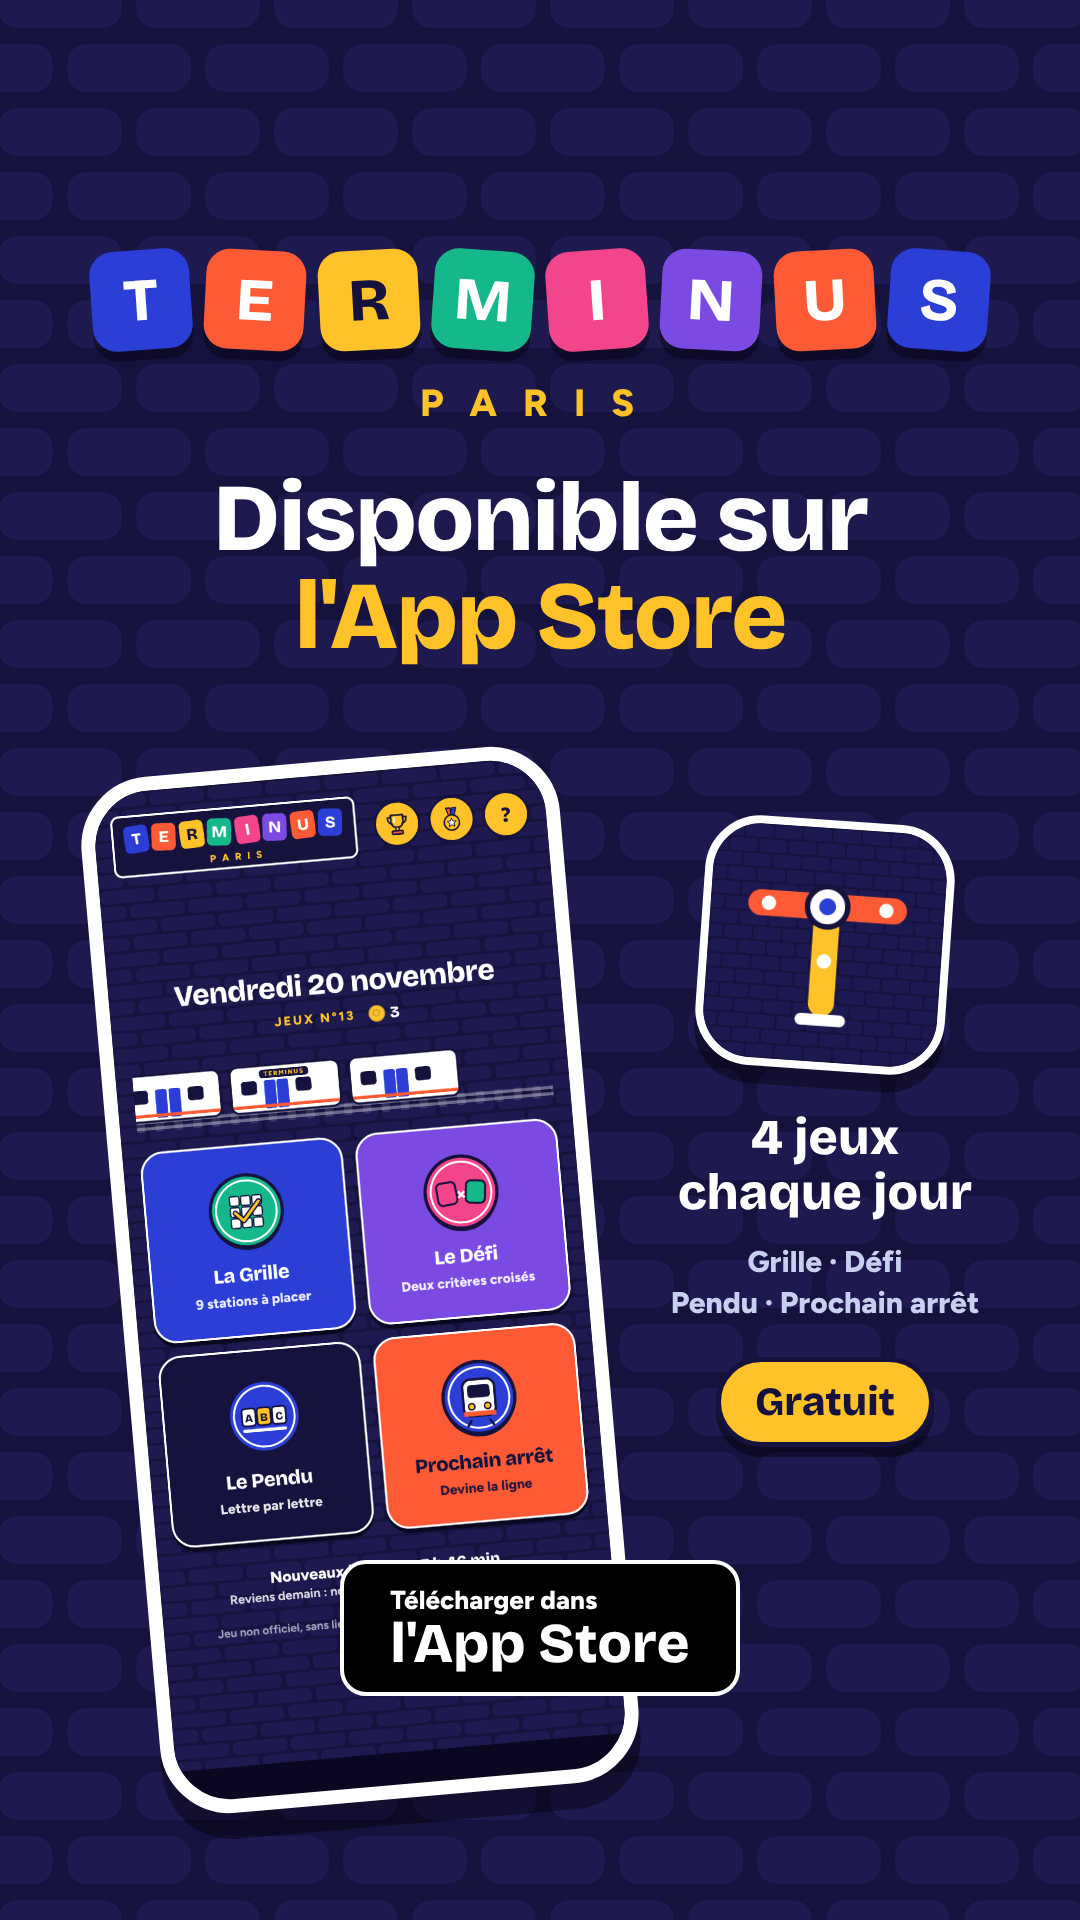 TERMINUS
PARIS
Disponible sur
l'App Store
TERMINUS
PARIS
?
Vendredi 20 novembre
JEUX N°13 3
TERMINUS
La Grille
9 stations à placer
Le Défi
Deux critères croisés
A B C
Le Pendu
Lettre par lettre
Prochain arrêt
Devine la ligne
Nouveaux
min
Reviens demain :
Jeu non officiel, sans
4 jeux
chaque jour
Grille · Défi
Pendu · Prochain arrêt
Gratuit
Télécharger dans
l'App Store